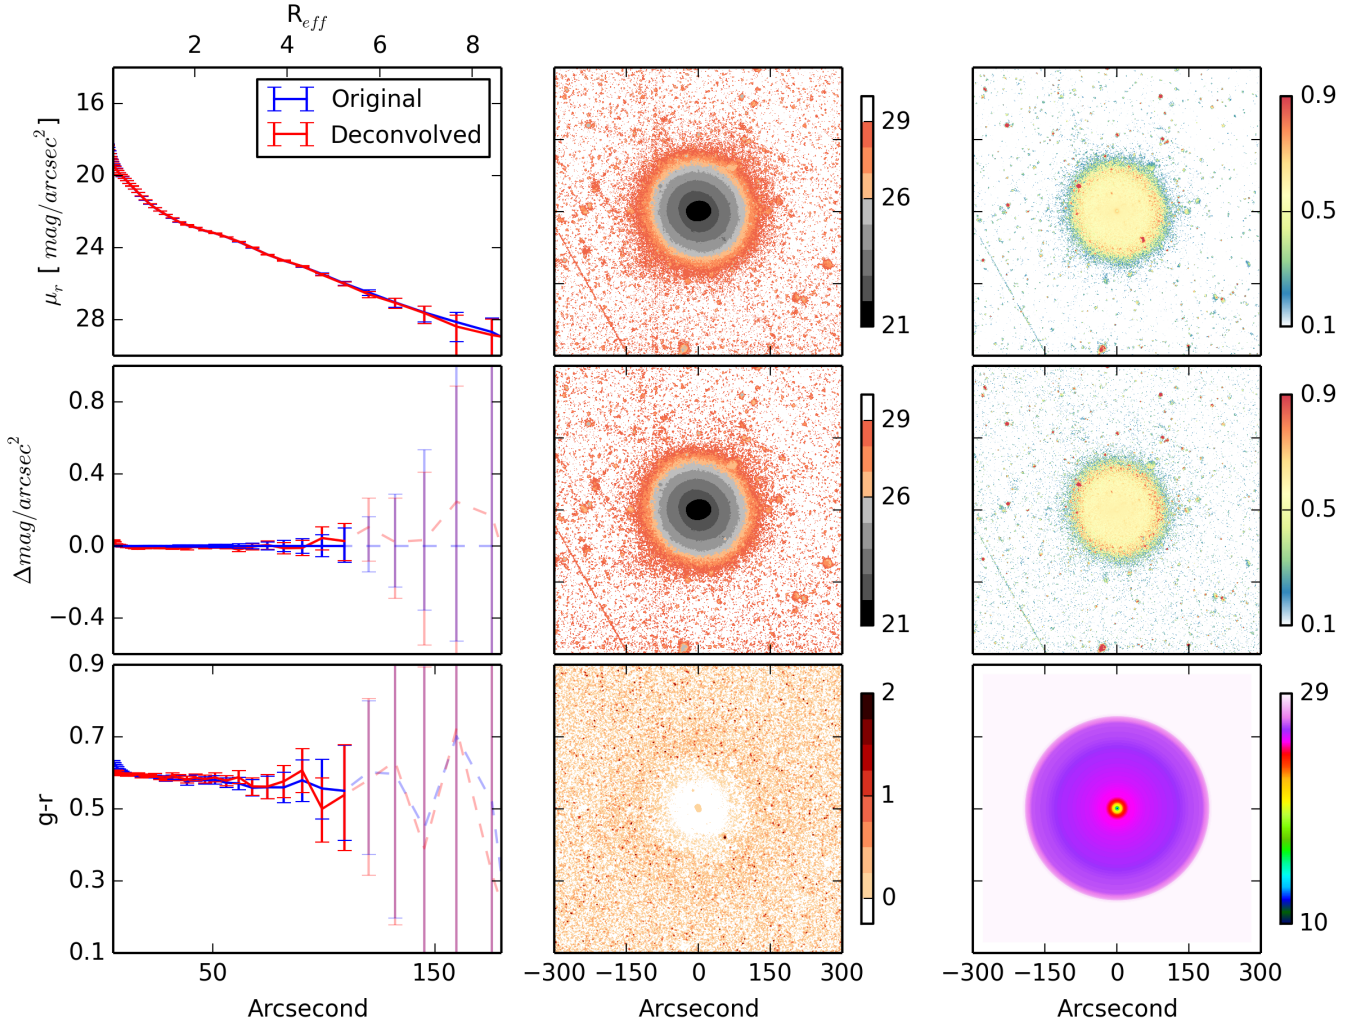 R_eff
2 4 6 8
Original
Deconvolved
μ_r [ mag/arcsec^2 ]
16
20
24
28
29
26
21
0.9
0.5
0.1
Δmag/arcsec^2
0.8
0.4
0.0
−0.4
29
26
21
0.9
0.5
0.1
g-r
0.9
0.7
0.5
0.3
0.1
2
1
0
29
10
50 150
−300 −150 0 150 300
−300 −150 0 150 300
Arcsecond
Arcsecond
Arcsecond